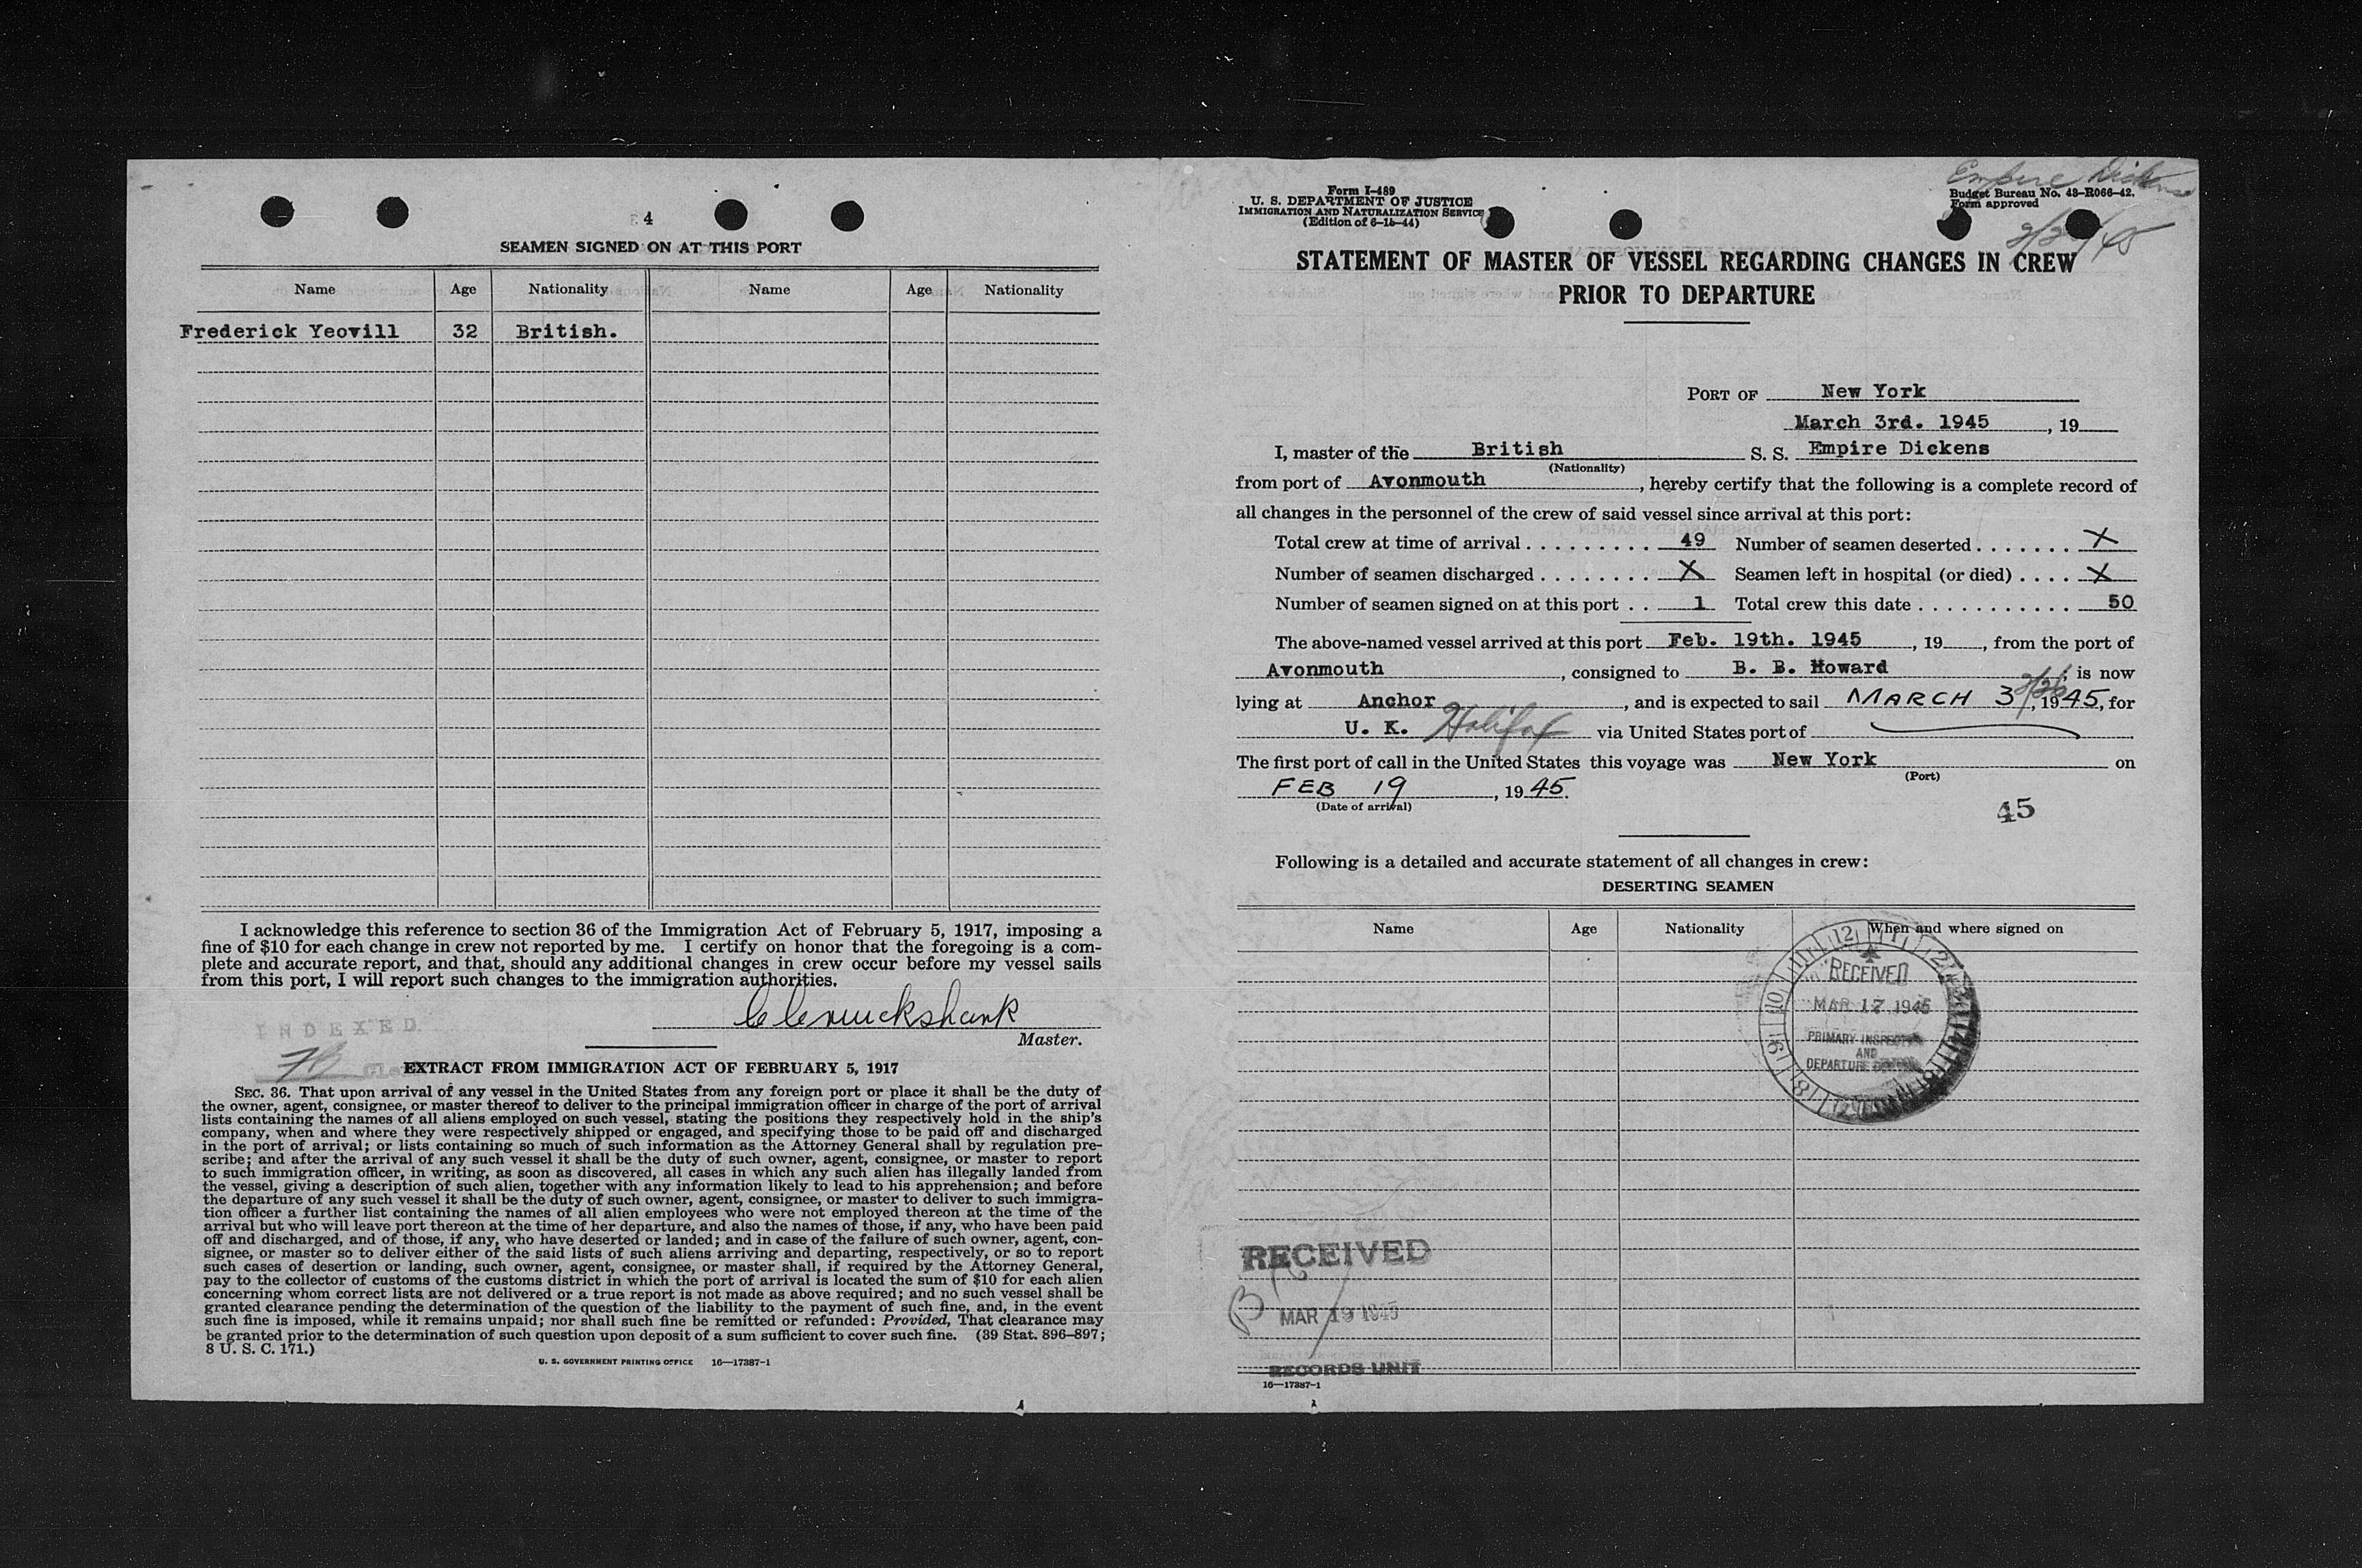 4
SEAMEN SIGNED ON AT THIS PORT
Name Age Nationality Name Age Nationality
Frederick Yeovill 32 British.
I acknowledge this reference to section 36 of the Immigration Act of February 5, 1917, imposing a
fine of $10 for each change in crew not reported by me. I certify on honor that the foregoing is a com-
plete and accurate report, and that, should any additional changes in crew occur before my vessel sails
from this port, I will report such changes to the immigration authorities.
INDEXED
Master.
EXTRACT FROM IMMIGRATION ACT OF FEBRUARY 5, 1917
SEC. 36. That upon arrival of any vessel in the United States from any foreign port or place it shall be the duty of
the owner, agent, consignee, or master thereof to deliver to the principal immigration officer in charge of the port of arrival
lists containing the names of all aliens employed on such vessel, stating the positions they respectively hold in the ship's
company, when and where they were respectively shipped or engaged, and specifying those to be paid off and discharged
in the port of arrival; or lists containing so much of such information as the Attorney General shall by regulation pre-
scribe; and after the arrival of any such vessel it shall be the duty of such owner, agent, consignee, or master to report
to such immigration officer, in writing, as soon as discovered, all cases in which any such alien has illegally landed from
the vessel, giving a description of such alien, together with any information likely to lead to his apprehension; and before
the departure of any such vessel it shall be the duty of such owner, agent, consignee, or master to deliver to such immigra-
tion officer a further list containing the names of all alien employees who were not employed thereon at the time of the
arrival but who will leave port thereon at the time of her departure, and also the names of those, if any, who have been paid
off and discharged, and of those, if any, who have deserted or landed; and in case of the failure of such owner, agent, con-
signee, or master so to deliver either of the said lists of such aliens arriving and departing, respectively, or so to report
such cases of desertion or landing, such owner, agent, consignee, or master shall, if required by the Attorney General,
pay to the collector of customs of the customs district in which the port of arrival is located the sum of $10 for each alien
concerning whom correct lists are not delivered or a true report is not made as above required; and no such vessel shall be
granted clearance pending the determination of the question of the liability to the payment of such fine, and, in the event
such fine is imposed, while it remains unpaid; nor shall such fine be remitted or refunded: Provided, That clearance may
be granted prior to the determination of such question upon deposit of a sum sufficient to cover such fine. (39 Stat. 896–897;
8 U. S. C. 171.)
U. S. GOVERNMENT PRINTING OFFICE 16—17387-1
Empire Dickens
Form I-489
U. S. DEPARTMENT OF JUSTICE
IMMIGRATION AND NATURALIZATION SERVICE
(Edition of 6-15-44)
Budget Bureau No. 43-R066-42.
Form approved
STATEMENT OF MASTER OF VESSEL REGARDING CHANGES IN CREW
PRIOR TO DEPARTURE
PORT OF New York
March 3rd. 1945, 19
I, master of the British S. S. Empire Dickens
(Nationality)
from port of Avonmouth, hereby certify that the following is a complete record of
all changes in the personnel of the crew of said vessel since arrival at this port:
Total crew at time of arrival . . . . . . . . . 49 Number of seamen deserted . . . . . . . X
Number of seamen discharged . . . . . . . . X Seamen left in hospital (or died) . . . . X
Number of seamen signed on at this port . . 1 Total crew this date . . . . . . . . . . . . 50
The above-named vessel arrived at this port Feb. 19th. 1945, 19, from the port of
Avonmouth, consigned to B. B. Howard; is now
lying at Anchor, and is expected to sail MARCH 3, 1945, for
U. K. Halifax via United States port of
The first port of call in the United States this voyage was New York on
(Port)
FEB 19, 1945.
(Date of arrival)
45
Following is a detailed and accurate statement of all changes in crew:
DESERTING SEAMEN
Name Age Nationality When and where signed on
RECEIVED
MAR 17 1945
PRIMARY INSPECTION
AND
DEPARTURE
RECEIVED
MAR 19 1945
RECORDS UNIT
16—17387-1